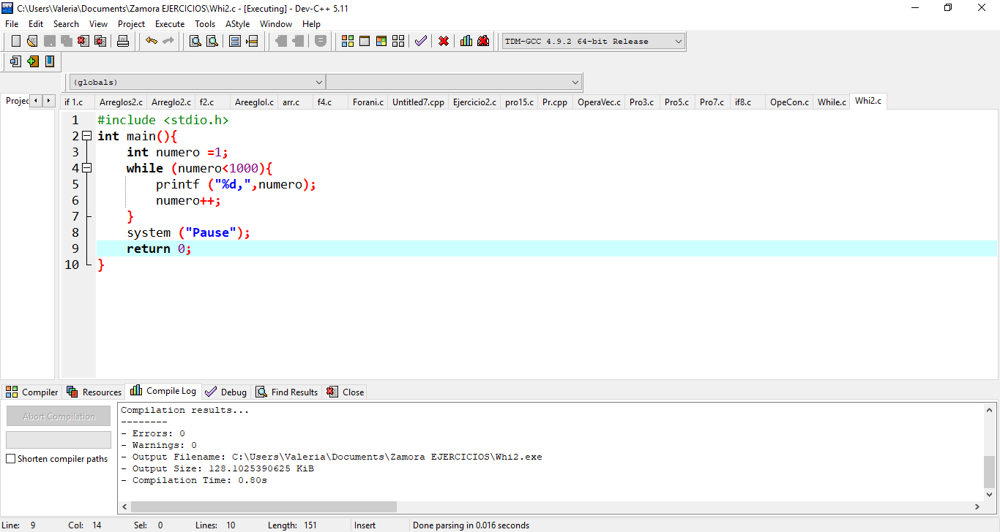 C:\Users\Valeria\Documents\Zamora EJERCICIOS\Whi2.c - [Executing] - Dev-C++ 5.11
File Edit Search View Project Execute Tools AStyle Window Help
TDM-GCC 4.9.2 64-bit Release
(globals)
Projec if 1.c Arreglos2.c Arreglo2.c f2.c Areeglol.c arr.c f4.c Forani.c Untitled7.cpp Ejercicio2.c pro15.c Pr.cpp OperaVec.c Pro3.c Pro5.c Pro7.c if8.c OpeCon.c While.c Whi2.c
1 #include <stdio.h>
2 int main(){
3 int numero =1;
4 while (numero<1000){
5 printf ("%d,",numero);
6 numero++;
7 }
8 system ("Pause");
9 return 0;
10 }
Compiler Resources Compile Log Debug Find Results Close
Abort Compilation
Shorten compiler paths
Compilation results...
--------
- Errors: 0
- Warnings: 0
- Output Filename: C:\Users\Valeria\Documents\Zamora EJERCICIOS\Whi2.exe
- Output Size: 128.1025390625 KiB
- Compilation Time: 0.80s
Line: 9 Col: 14 Sel: 0 Lines: 10 Length: 151 Insert Done parsing in 0.016 seconds